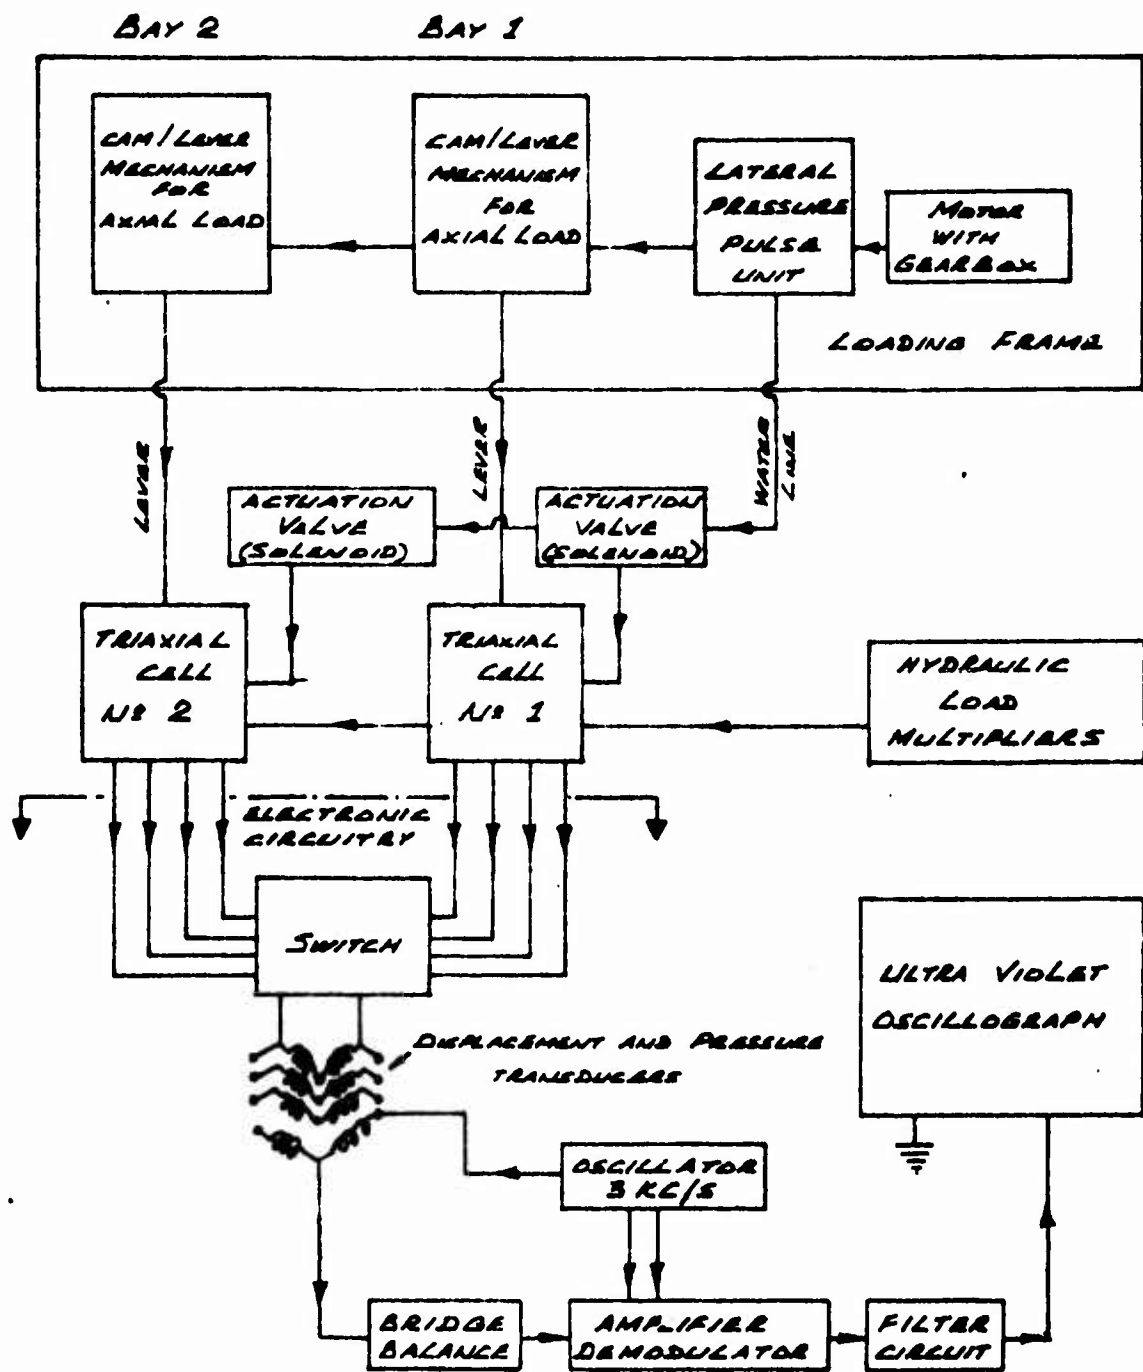 BAY 2
BAY 1
CAM/LEVER
MECHANISM
FOR
AXIAL LOAD
CAM/LEVER
MECHANISM
FOR
AXIAL LOAD
LATERAL
PRESSURE
PULSE
UNIT
MOTOR
WITH
GEARBOX
LOADING FRAME
LEVER
LEVER
WATER
LINE
ACTUATION
VALVE
(SOLENOID)
ACTUATION
VALVE
(SOLENOID)
TRIAXIAL
CELL
Nº 2
TRIAXIAL
CELL
Nº 1
HYDRAULIC
LOAD
MULTIPLIERS
ELECTRONIC
CIRCUITRY
SWITCH
ULTRA VIOLET
OSCILLOGRAPH
DISPLACEMENT AND PRESSURE
TRANSDUCERS
OSCILLATOR
3 KC/S
BRIDGE
BALANCE
AMPLIFIER
DEMODULATOR
FILTER
CIRCUIT